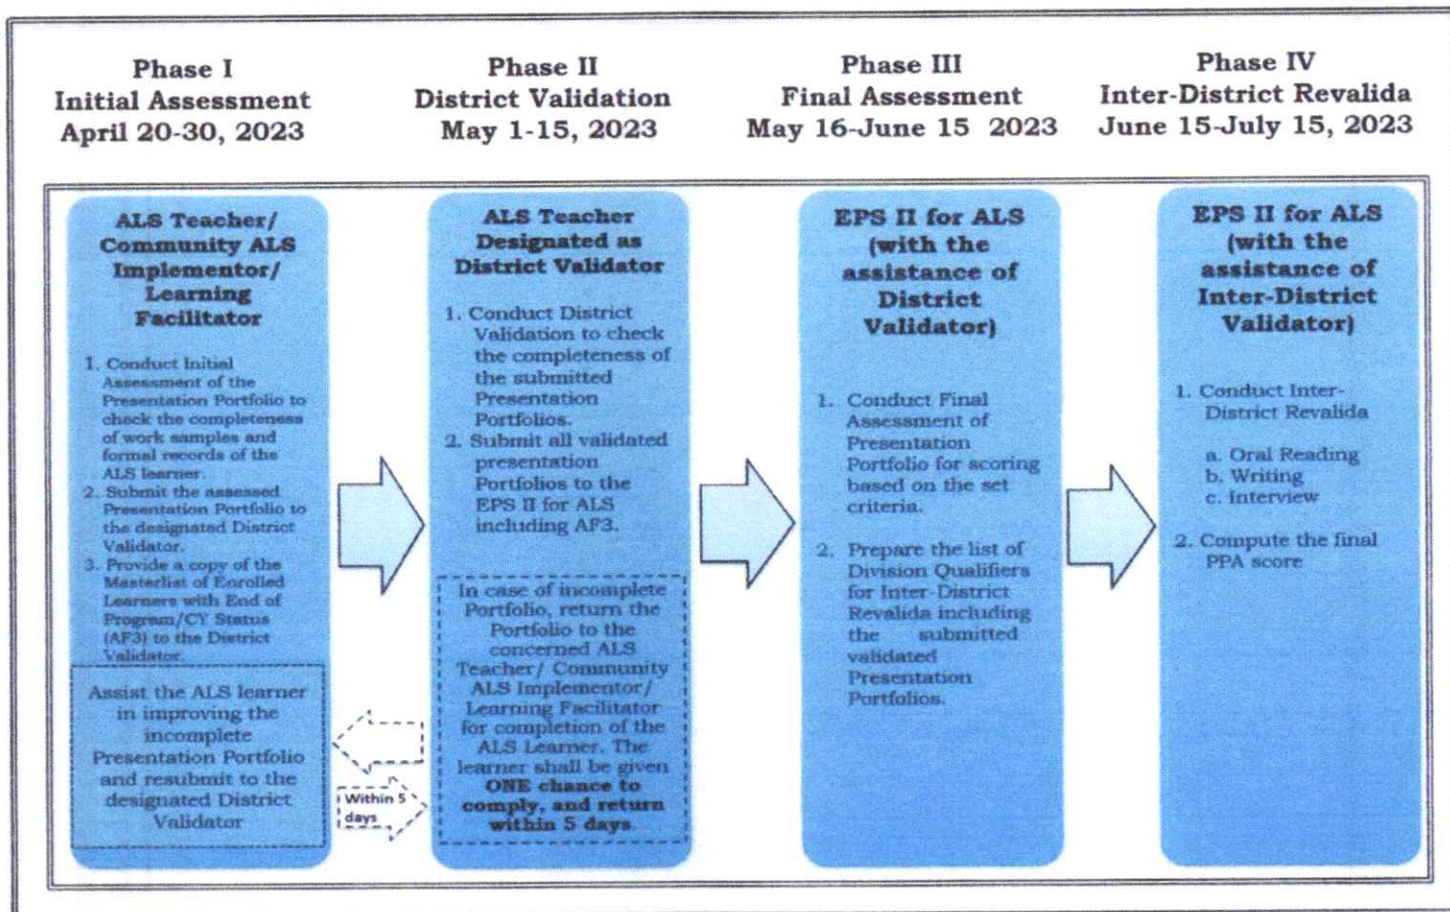 Phase I
Initial Assessment
April 20-30, 2023
Phase II
District Validation
May 1-15, 2023
Phase III
Final Assessment
May 16-June 15 2023
Phase IV
Inter-District Revalida
June 15-July 15, 2023
ALS Teacher/
Community ALS
Implementor/
Learning
Facilitator
1. Conduct Initial
Assessment of the
Presentation Portfolio to
check the completeness
of work samples and
formal records of the
ALS learner.
2. Submit the assessed
Presentation Portfolio to
the designated District
Validator.
3. Provide a copy of the
Masterlist of Enrolled
Learners with End of
Program/CY Status
(AF3) to the District
Validator.
Assist the ALS learner
in improving the
incomplete
Presentation Portfolio
and resubmit to the
designated District
Validator
Within 5
days
ALS Teacher
Designated as
District Validator
1. Conduct District
Validation to check
the completeness of
the submitted
Presentation
Portfolios.
2. Submit all validated
presentation
Portfolios to the
EPS II for ALS
including AF3.
In case of incomplete
Portfolio, return the
Portfolio to the
concerned ALS
Teacher/ Community
ALS Implementor/
Learning Facilitator
for completion of the
ALS Learner. The
learner shall be given
ONE chance to
comply, and return
within 5 days.
EPS II for ALS
(with the
assistance of
District
Validator)
1. Conduct Final
Assessment of
Presentation
Portfolio for scoring
based on the set
criteria.
2. Prepare the list of
Division Qualifiers
for Inter-District
Revalida including
the submitted
validated
Presentation
Portfolios.
EPS II for ALS
(with the
assistance of
Inter-District
Validator)
1. Conduct Inter-
District Revalida
a. Oral Reading
b. Writing
c. Interview
2. Compute the final
PPA score